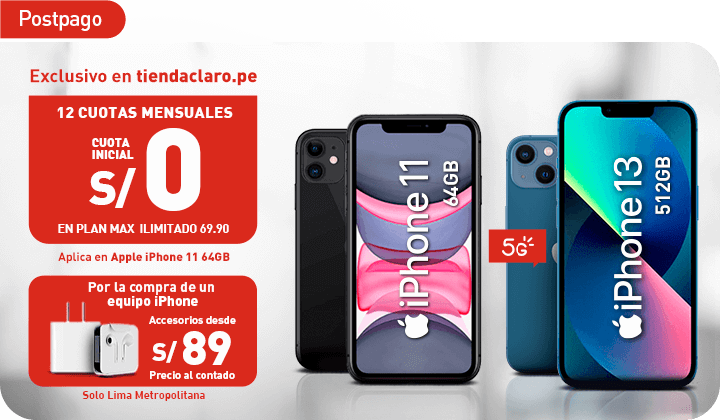 Postpago
Exclusivo en tiendaclaro.pe
12 CUOTAS MENSUALES
CUOTA
INICIAL
S/ 0
EN PLAN MAX ILIMITADO 69.90
Aplica en Apple iPhone 11 64GB
Por la compra de un
equipo iPhone
Accesorios desde
S/ 89
Precio al contado
Solo Lima Metropolitana
iPhone 11
64GB
5G
iPhone 13
512GB